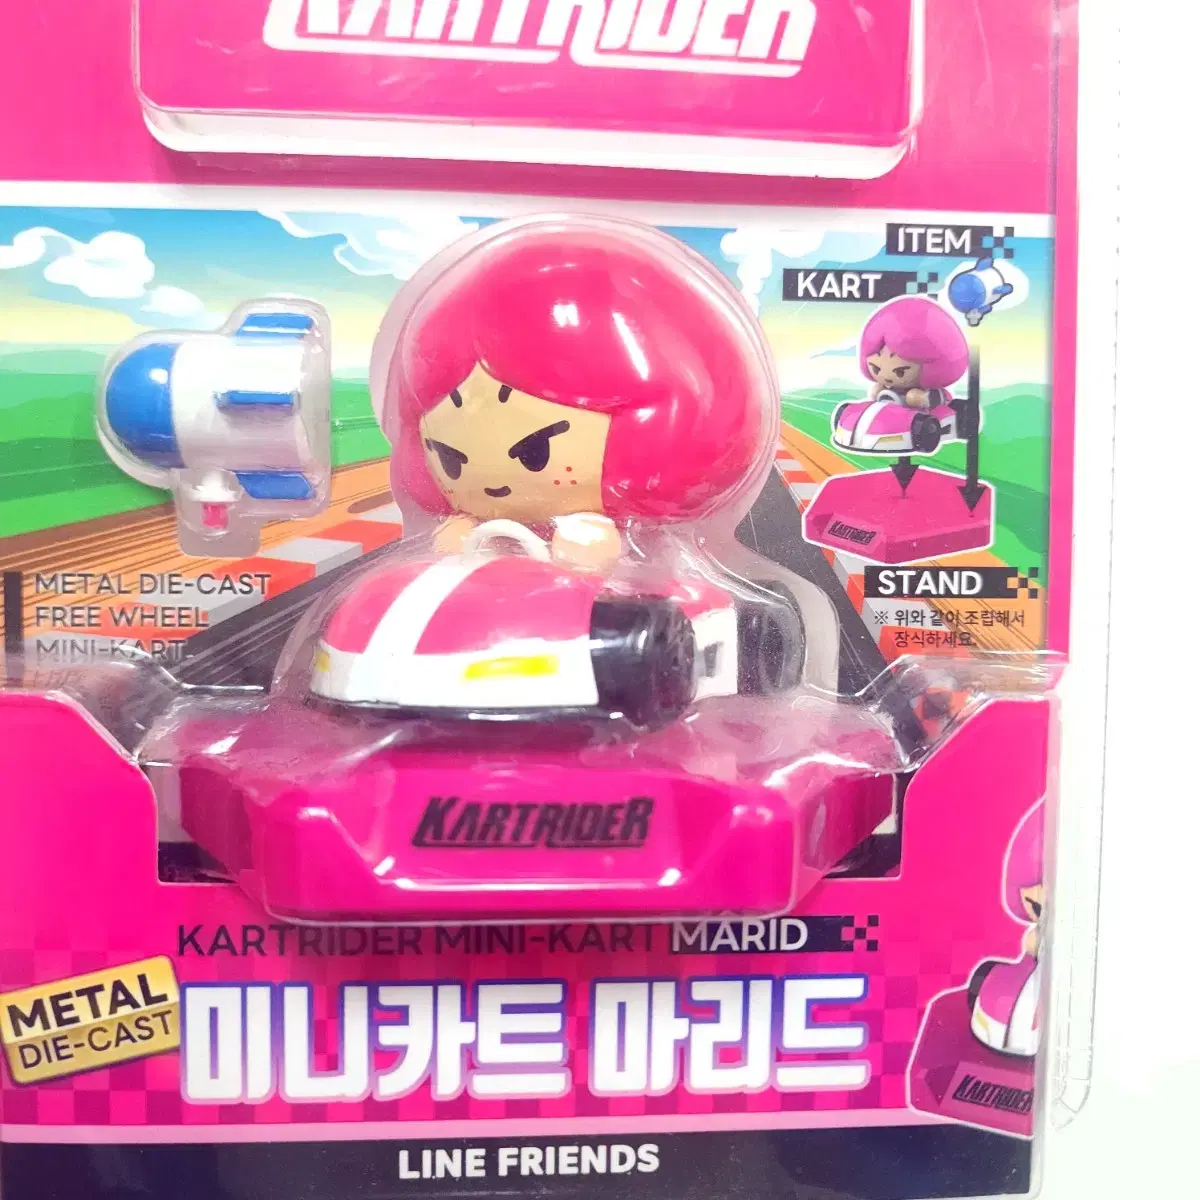 KARTRIDER
ITEM
KART
KARTRIDER
STAND
※ 위와 같이 조립해서
장식하세요.
METAL DIE-CAST
FREE WHEEL
MINI-KART
KARTRIDER
KARTRIDER MINI-KART MARID
METAL
DIE-CAST
미니카트 마리드
KARTRIDER
LINE FRIENDS